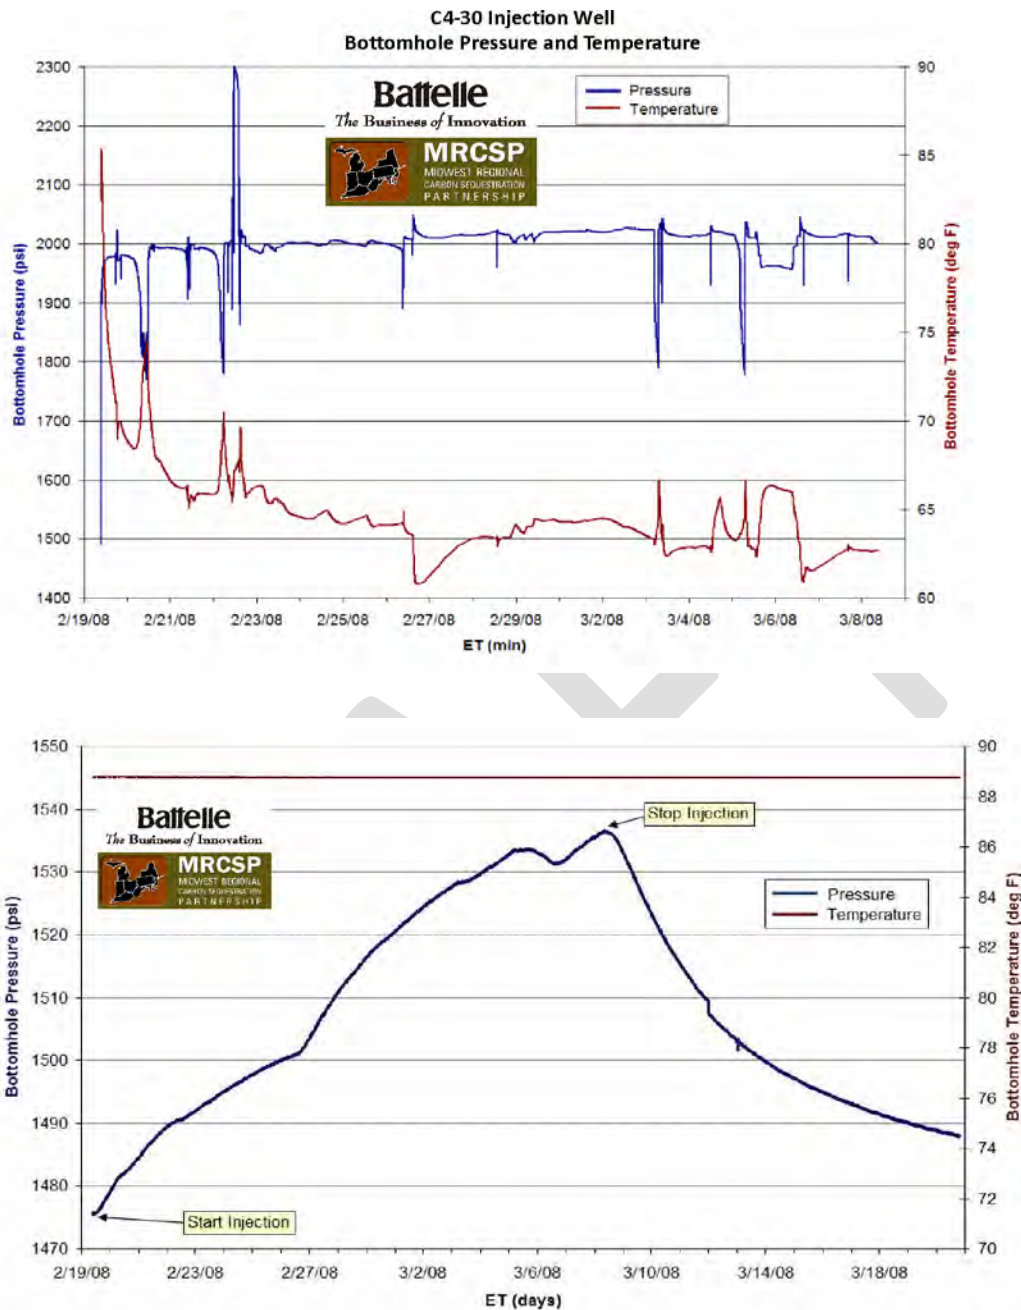 C4-30 Injection Well
Bottomhole Pressure and Temperature
2300
2200
2100
2000
1900
1800
1700
1600
1500
1400
Bottomhole Pressure (psi)
Battelle
The Business of Innovation
MRCSP
MIDWEST REGIONAL
CARBON SEQUESTRATION
PARTNERSHIP
Pressure
Temperature
90
85
80
75
70
65
60
Bottomhole Temperature (deg F)
2/19/08 2/21/08 2/23/08 2/25/08 2/27/08 2/29/08 3/2/08 3/4/08 3/6/08 3/8/08
ET (min)
1550
1540
1530
1520
1510
1500
1490
1480
1470
Bottomhole Pressure (psi)
Battelle
The Business of Innovation
MRCSP
MIDWEST REGIONAL
CARBON SEQUESTRATION
PARTNERSHIP
Stop Injection
Pressure
Temperature
Start Injection
90
88
86
84
82
80
78
76
74
72
70
Bottomhole Temperature (deg F)
2/19/08 2/23/08 2/27/08 3/2/08 3/6/08 3/10/08 3/14/08 3/18/08
ET (days)